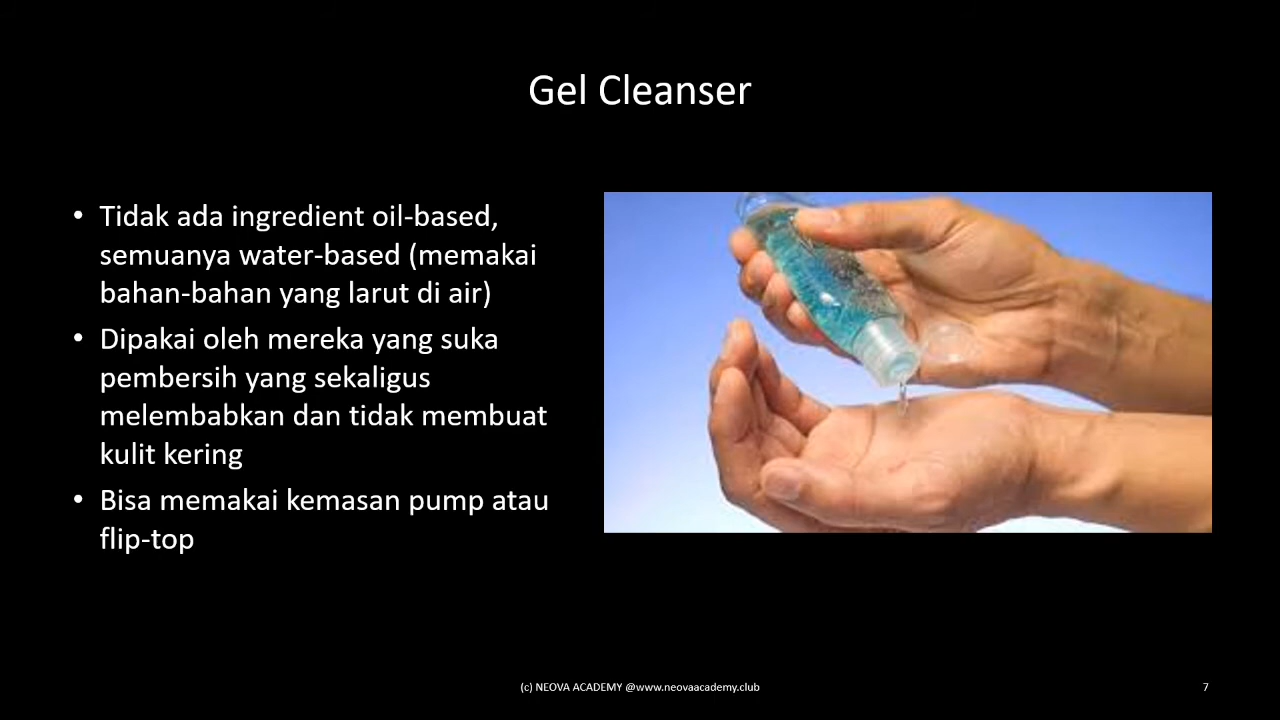 Gel Cleanser
• Tidak ada ingredient oil-based,
semuanya water-based (memakai
bahan-bahan yang larut di air)
• Dipakai oleh mereka yang suka
pembersih yang sekaligus
melembabkan dan tidak membuat
kulit kering
• Bisa memakai kemasan pump atau
flip-top
(c) NEOVA ACADEMY @www.neovaacademy.club
7